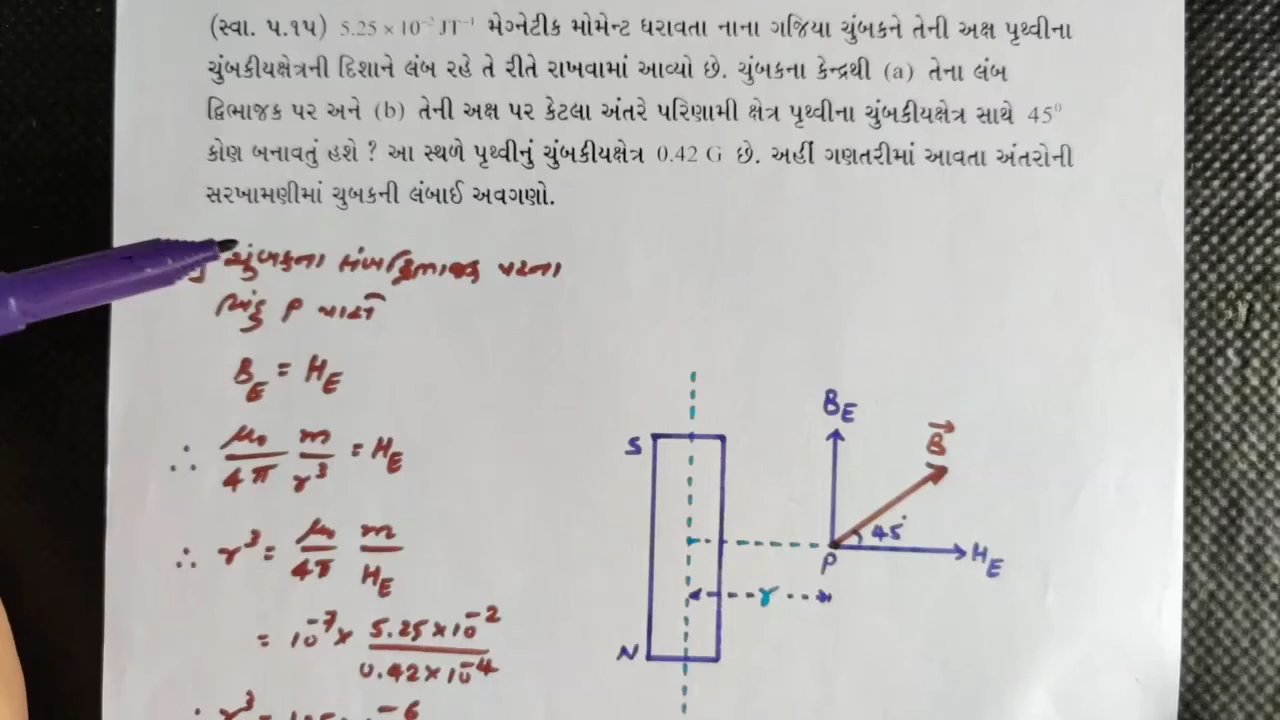 (સ્વા. ૫.૧૫) 5.25 × 10⁻² JT⁻¹ મેગ્નેટીક મોમેન્ટ ધરાવતા નાના ગજિયા ચુંબકને તેની અક્ષ પૃથ્વીના
ચુંબકીયક્ષેત્રની દિશાને લંબ રહે તે રીતે રાખવામાં આવ્યો છે. ચુંબકના કેન્દ્રથી (a) તેના લંબ
દ્વિભાજક પર અને (b) તેની અક્ષ પર કેટલા અંતરે પરિણામી ક્ષેત્ર પૃથ્વીના ચુંબકીયક્ષેત્ર સાથે 45⁰
કોણ બનાવતું હશે ? આ સ્થળે પૃથ્વીનું ચુંબકીયક્ષેત્ર 0.42 G છે. અહીં ગણતરીમાં આવતા અંતરોની
સરખામણીમાં ચુબકની લંબાઈ અવગણો.
ચુંબકના લંબદ્વિભાજક પરના
બિંદુ P માટે
B_E = H_E
∴ μ₀/4π m/r³ = H_E
∴ r³ = μ₀/4π m/H_E
= 10⁻⁷ × 5.25×10⁻²/0.42×10⁻⁴
S
N
B_E
B⃗
45°
P
H_E
r